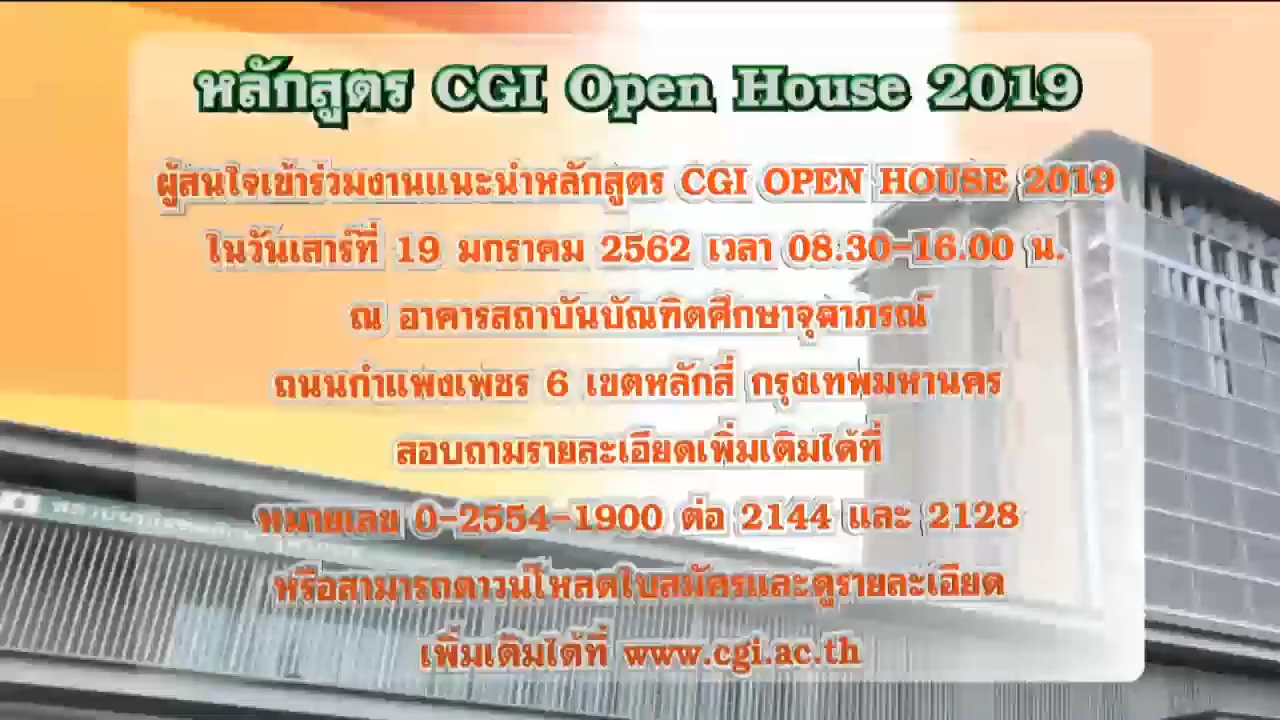 หลักสูตร CGI Open House 2019
ผู้สนใจเข้าร่วมงานแนะนำหลักสูตร CGI OPEN HOUSE 2019
ในวันเสาร์ที่ 19 มกราคม 2562 เวลา 08.30-16.00 น.
ณ อาคารสถาบันบัณฑิตศึกษาจุฬาภรณ์
ถนนกำแพงเพชร 6 เขตหลักสี่ กรุงเทพมหานคร
สอบถามรายละเอียดเพิ่มเติมได้ที่
หมายเลข 0-2554-1900 ต่อ 2144 และ 2128
หรือสามารถดาวน์โหลดใบสมัครและดูรายละเอียด
เพิ่มเติมได้ที่ www.cgi.ac.th